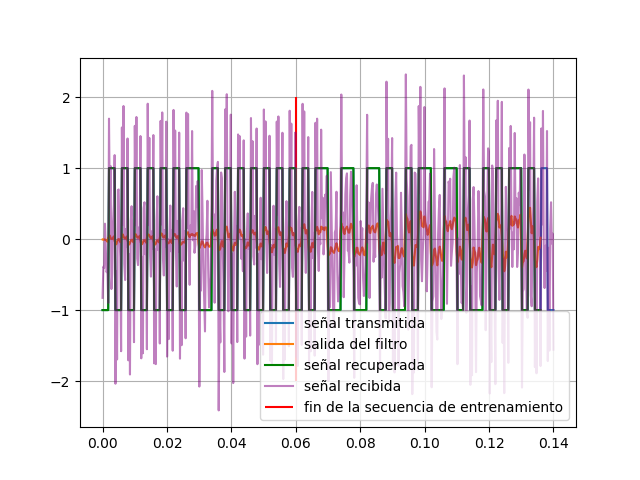 2
1
0
−1
−2
señal transmitida
salida del filtro
señal recuperada
señal recibida
fin de la secuencia de entrenamiento
0.00 0.02 0.04 0.06 0.08 0.10 0.12 0.14